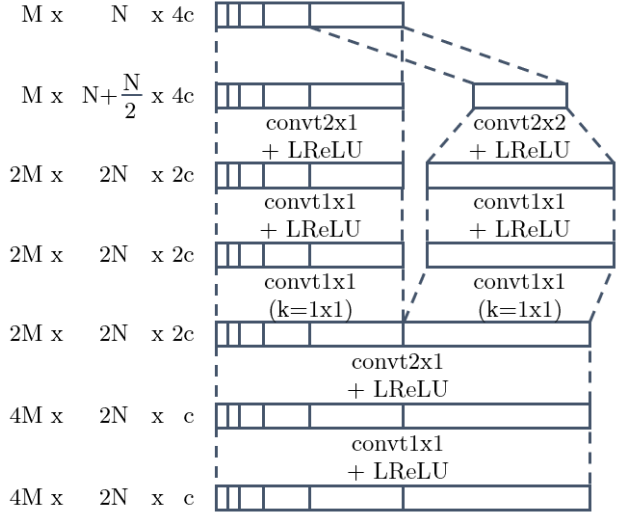 M x N x 4c
M x N+N/2 x 4c
convt2x1 convt2x2
+ LReLU + LReLU
2M x 2N x 2c
convt1x1 convt1x1
+ LReLU + LReLU
2M x 2N x 2c
convt1x1 convt1x1
(k=1x1) (k=1x1)
2M x 2N x 2c
convt2x1
+ LReLU
4M x 2N x c
convt1x1
+ LReLU
4M x 2N x c